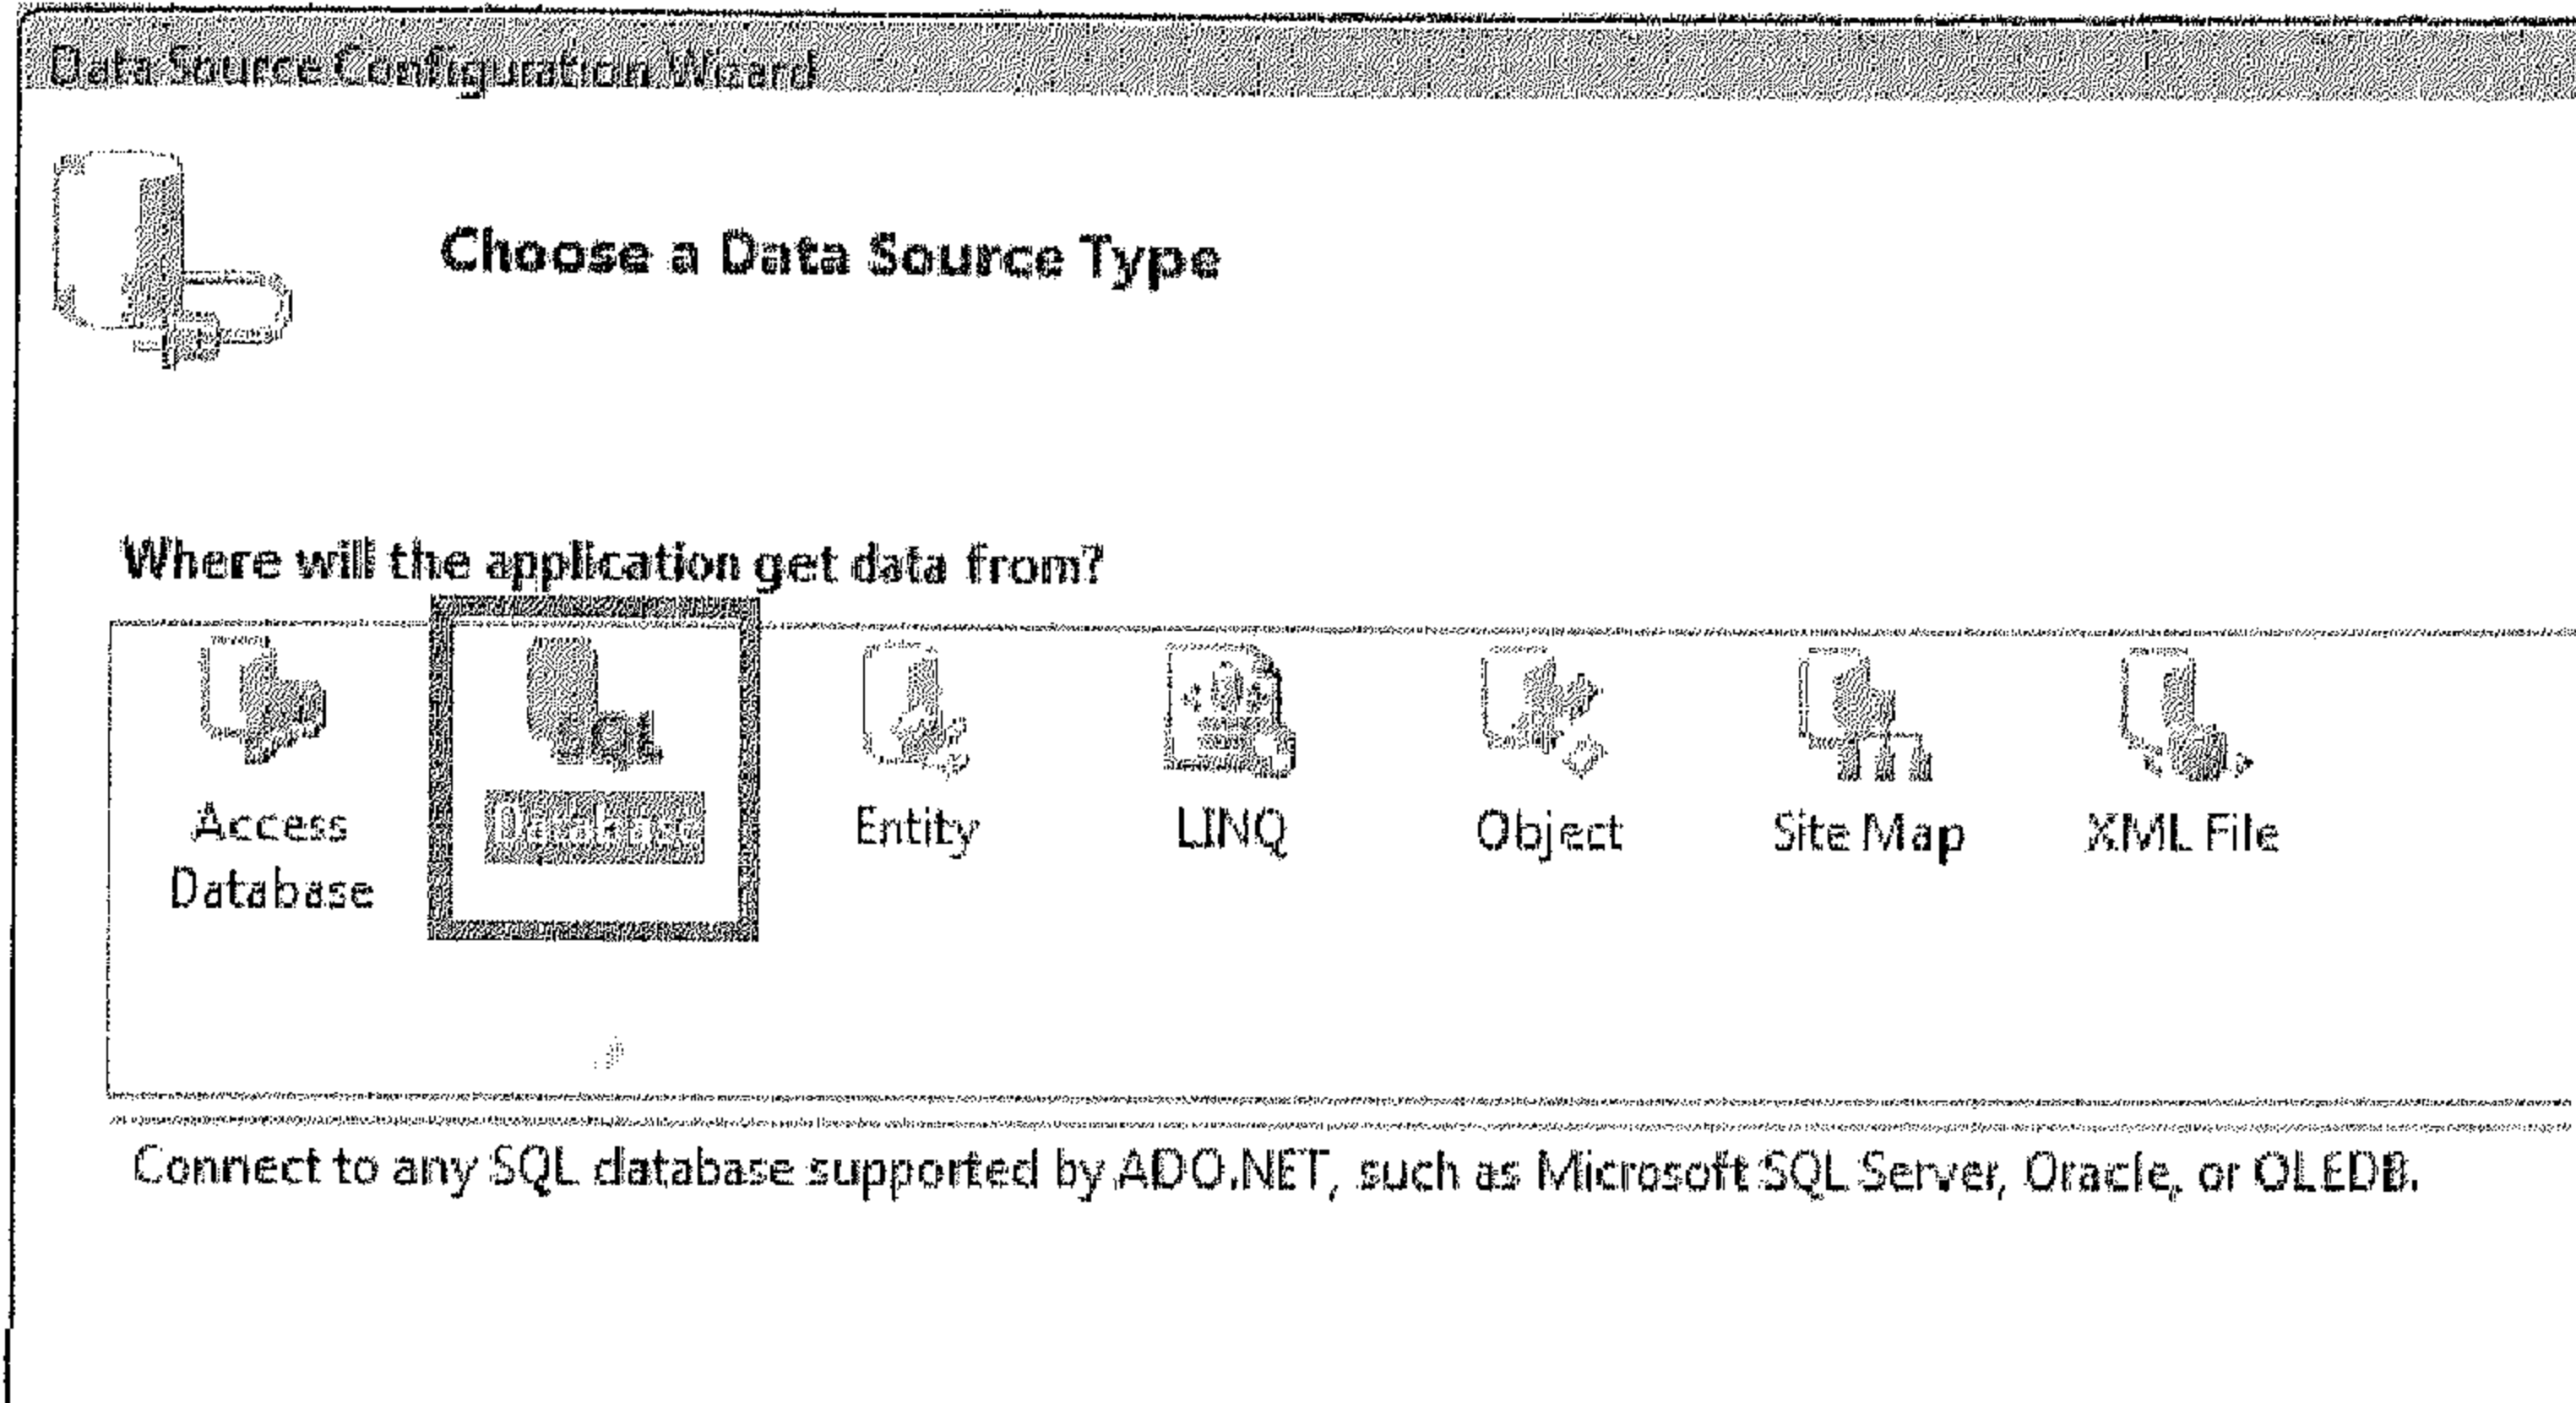 Data Source Configuration Wizard
Choose a Data Source Type
Where will the application get data from?
Access Database
Database
Entity
LINQ
Object
Site Map
XML File
Connect to any SQL database supported by ADO.NET, such as Microsoft SQL Server, Oracle, or OLEDB.